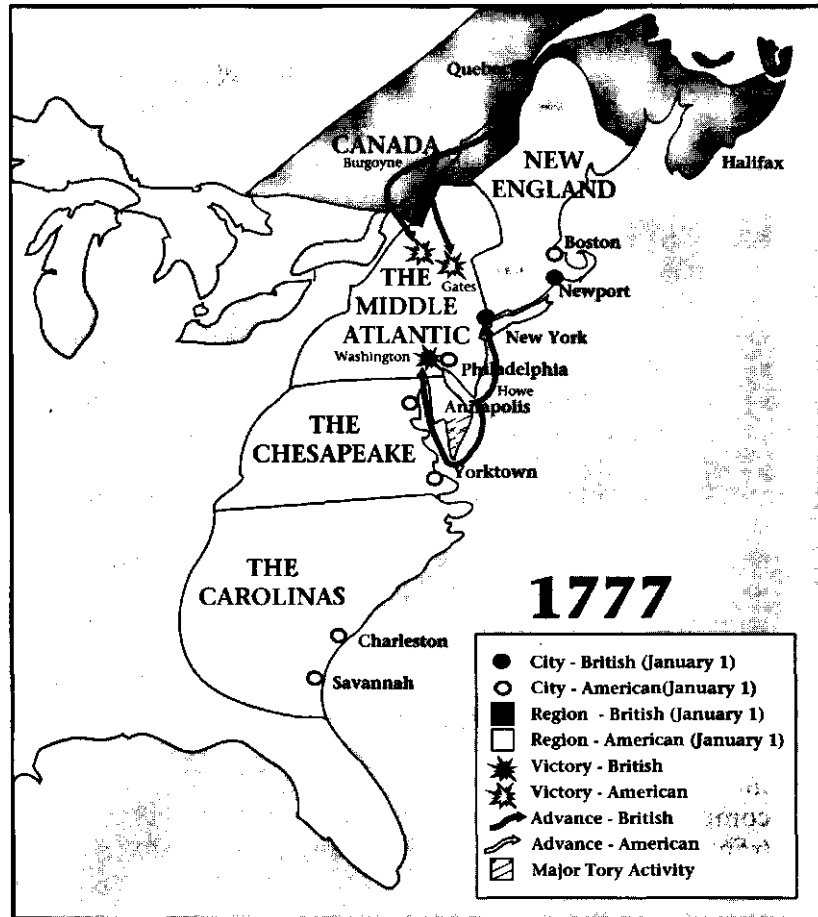 Quebec
CANADA
Burgoyne
NEW
ENGLAND
Halifax
Boston
Newport
THE
MIDDLE
ATLANTIC
Gates
New York
Washington
Philadelphia
Howe
Annapolis
THE
CHESAPEAKE
Yorktown
THE
CAROLINAS
Charleston
Savannah
1777
City - British (January 1)
City - American(January 1)
Region - British (January 1)
Region - American (January 1)
Victory - British
Victory - American
Advance - British
Advance - American
Major Tory Activity